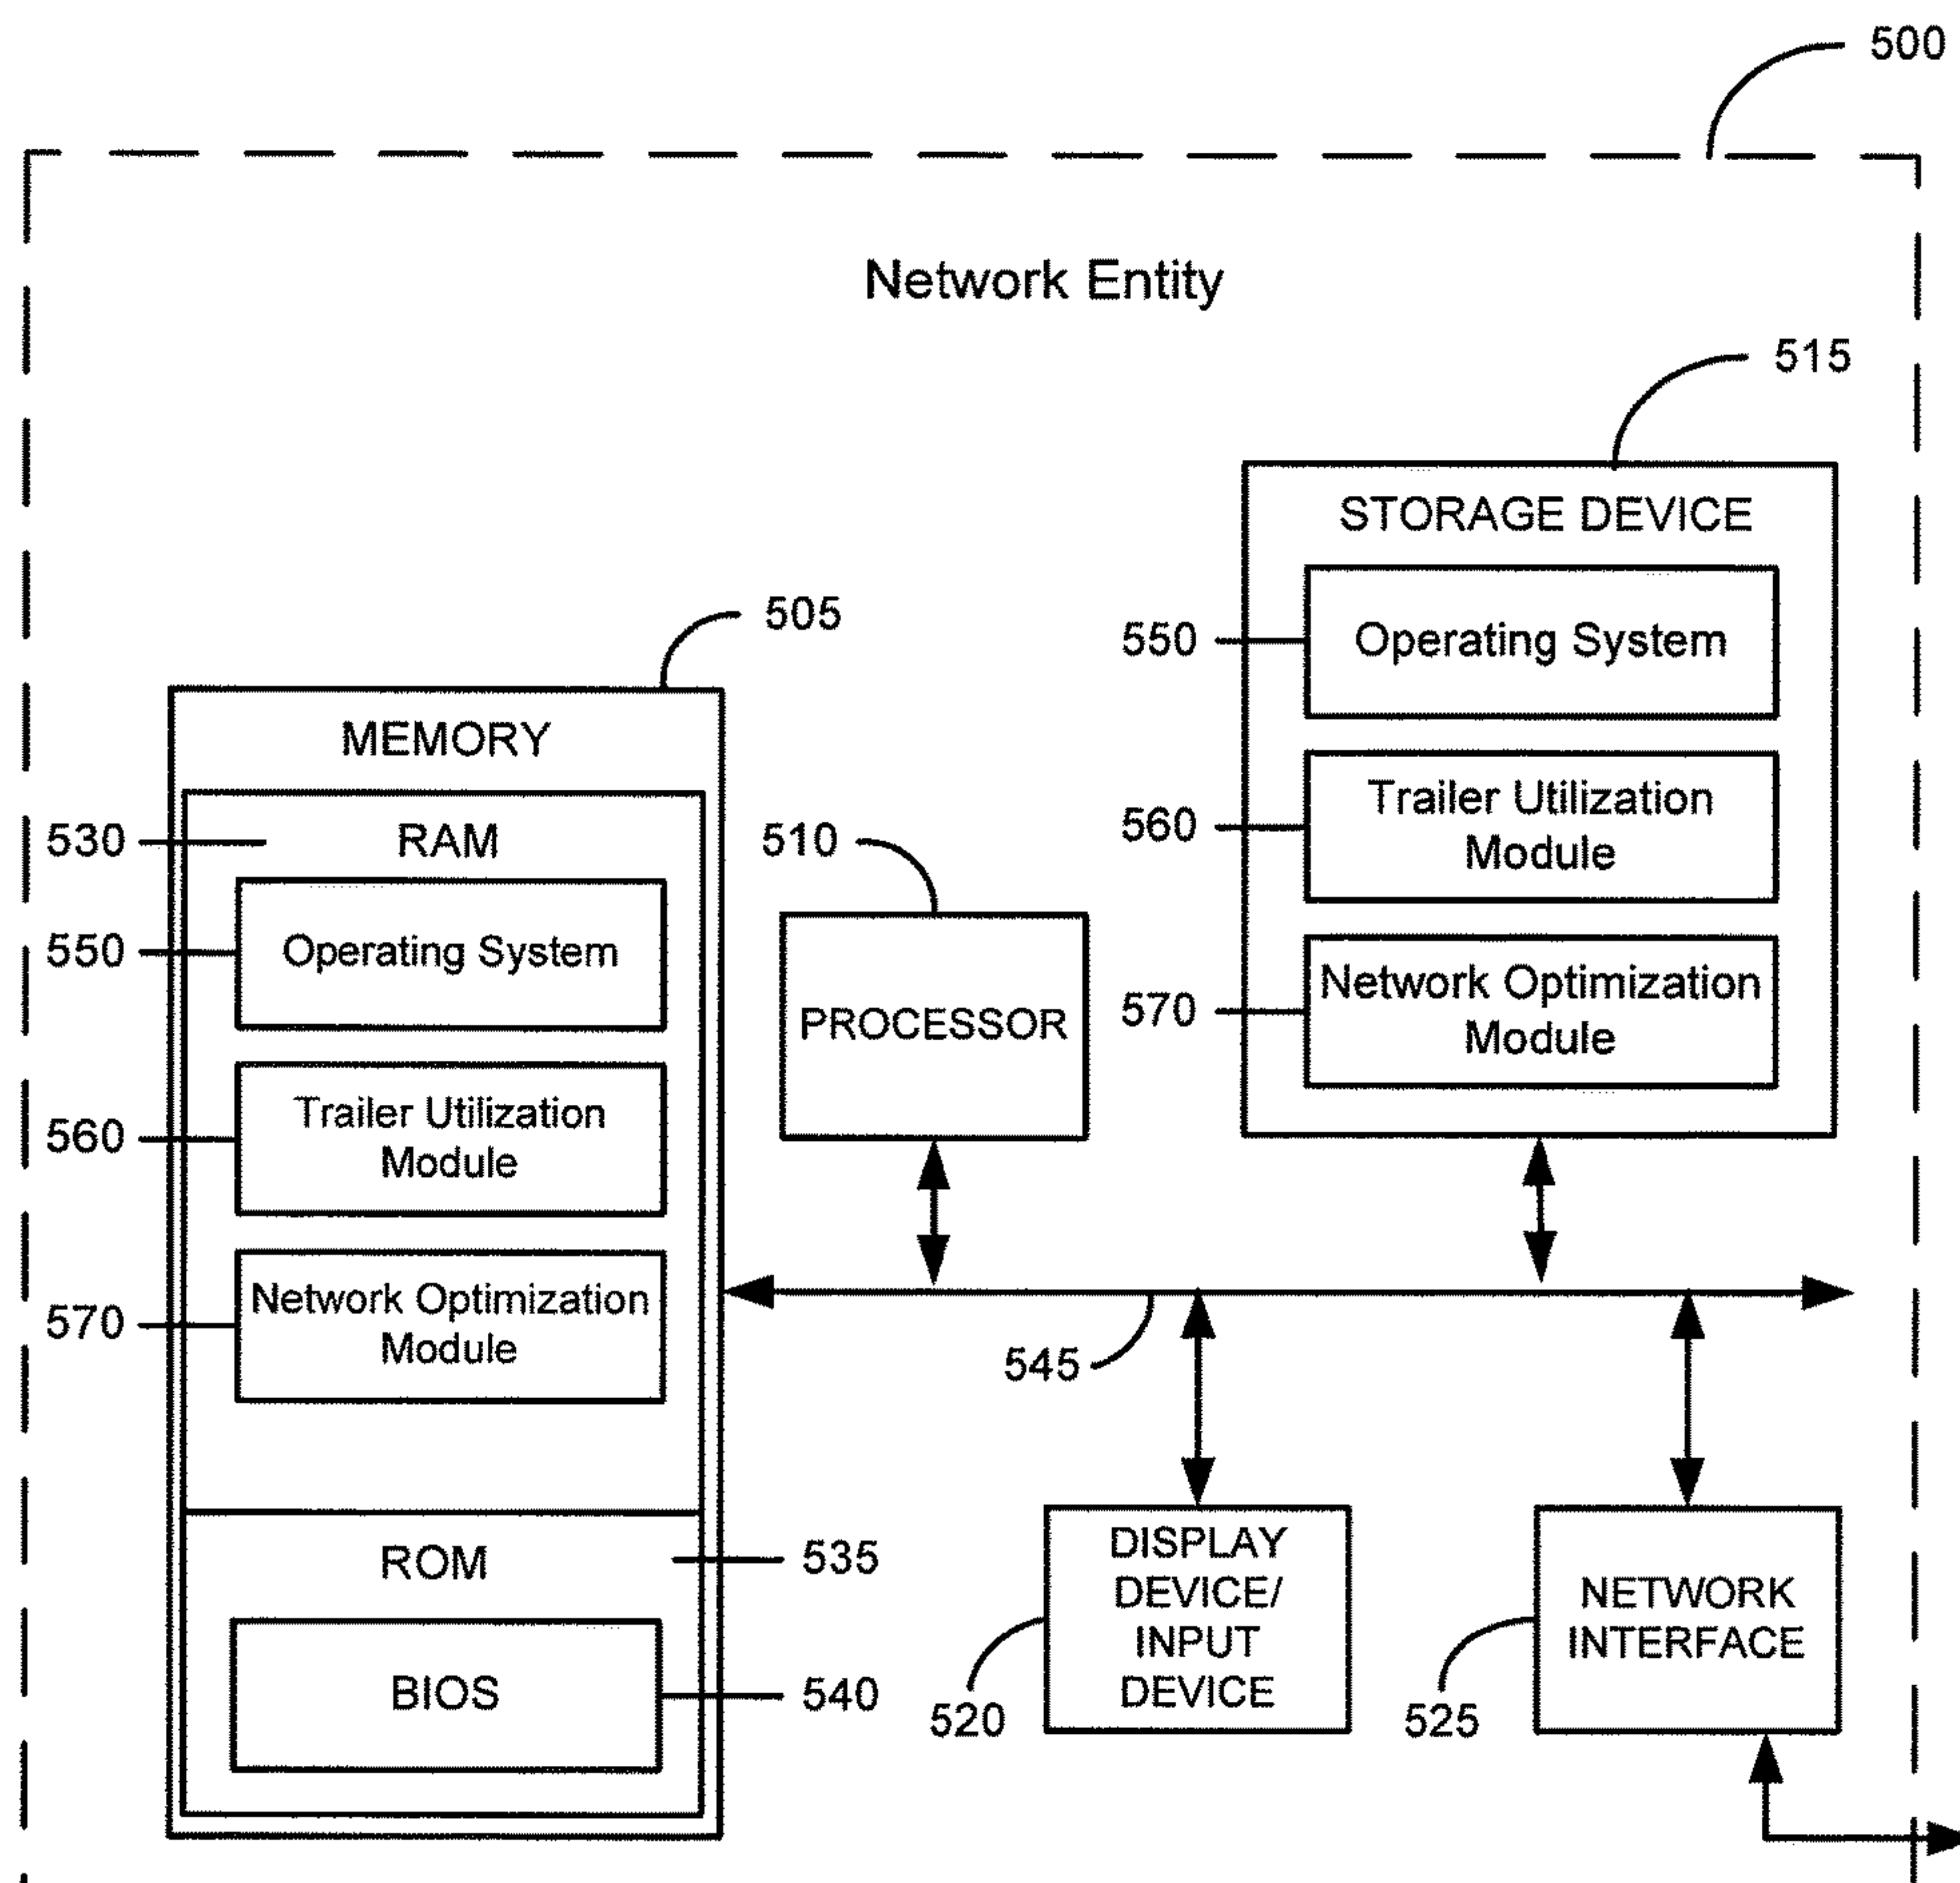 500
Network Entity
515
STORAGE DEVICE
505
550
Operating System
MEMORY
Trailer Utilization
560
Module
530
RAM
510
550
Operating System
Network Optimization
570
Module
PROCESSOR
Trailer Utilization
560
Module
Network Optimization
570
Module
545
ROM
535
DISPLAY
DEVICE/
INPUT
DEVICE
NETWORK
INTERFACE
BIOS
540
520
525